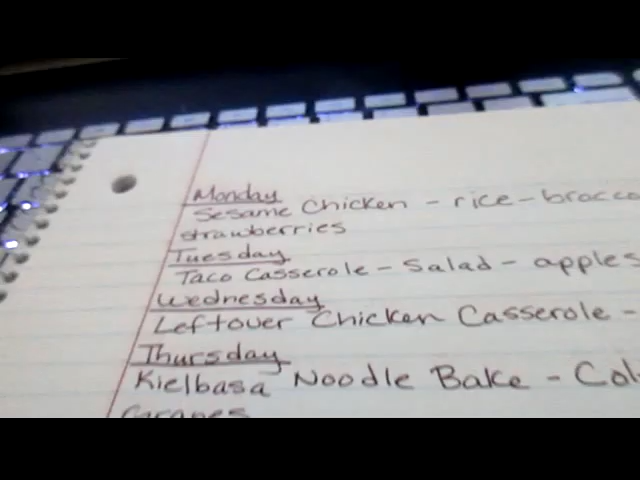 Monday
Sesame Chicken - rice - brocco
strawberries
Tuesday
Taco Casserole - Salad - apples
Wednesday
Leftover Chicken Casserole -
Thursday
Kielbasa Noodle Bake - Col
Grapes